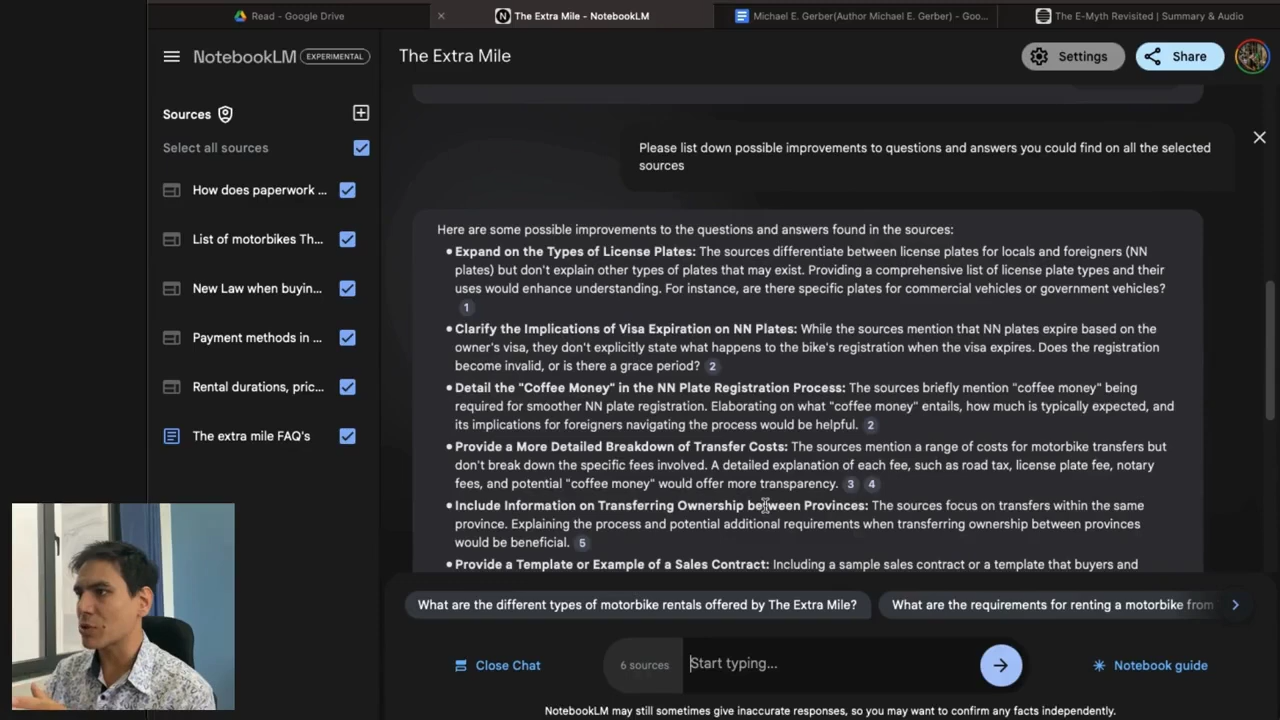 Read - Google Drive
The Extra Mile - NotebookLM
Michael E. Gerber(Author Michael E. Gerber) - Goo...
The E-Myth Revisited | Summary & Audio
NotebookLM EXPERIMENTAL
The Extra Mile
Settings
Share
Sources
Select all sources
How does paperwork ...
List of motorbikes Th...
New Law when buyin...
Payment methods in ...
Rental durations, pric...
The extra mile FAQ's
Please list down possible improvements to questions and answers you could find on all the selected
sources
Here are some possible improvements to the questions and answers found in the sources:
• Expand on the Types of License Plates: The sources differentiate between license plates for locals and foreigners (NN
plates) but don't explain other types of plates that may exist. Providing a comprehensive list of license plate types and their
uses would enhance understanding. For instance, are there specific plates for commercial vehicles or government vehicles?
1
• Clarify the Implications of Visa Expiration on NN Plates: While the sources mention that NN plates expire based on the
owner's visa, they don't explicitly state what happens to the bike's registration when the visa expires. Does the registration
become invalid, or is there a grace period? 2
• Detail the "Coffee Money" in the NN Plate Registration Process: The sources briefly mention "coffee money" being
required for smoother NN plate registration. Elaborating on what "coffee money" entails, how much is typically expected, and
its implications for foreigners navigating the process would be helpful. 2
• Provide a More Detailed Breakdown of Transfer Costs: The sources mention a range of costs for motorbike transfers but
don't break down the specific fees involved. A detailed explanation of each fee, such as road tax, license plate fee, notary
fees, and potential "coffee money" would offer more transparency. 3 4
• Include Information on Transferring Ownership between Provinces: The sources focus on transfers within the same
province. Explaining the process and potential additional requirements when transferring ownership between provinces
would be beneficial. 5
• Provide a Template or Example of a Sales Contract: Including a sample sales contract or a template that buyers and
What are the different types of motorbike rentals offered by The Extra Mile?
What are the requirements for renting a motorbike from
Close Chat
6 sources
Start typing...
Notebook guide
NotebookLM may still sometimes give inaccurate responses, so you may want to confirm any facts independently.